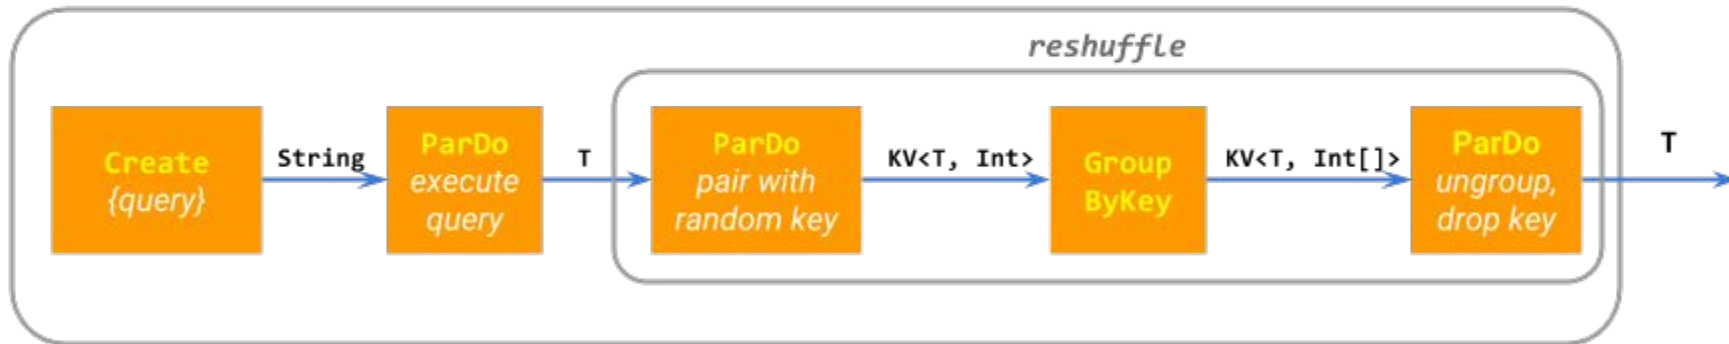 reshuffle
Create
{query}
String
ParDo
execute
query
T
ParDo
pair with
random key
KV<T, Int>
Group
ByKey
KV<T, Int[]>
ParDo
ungroup,
drop key
T